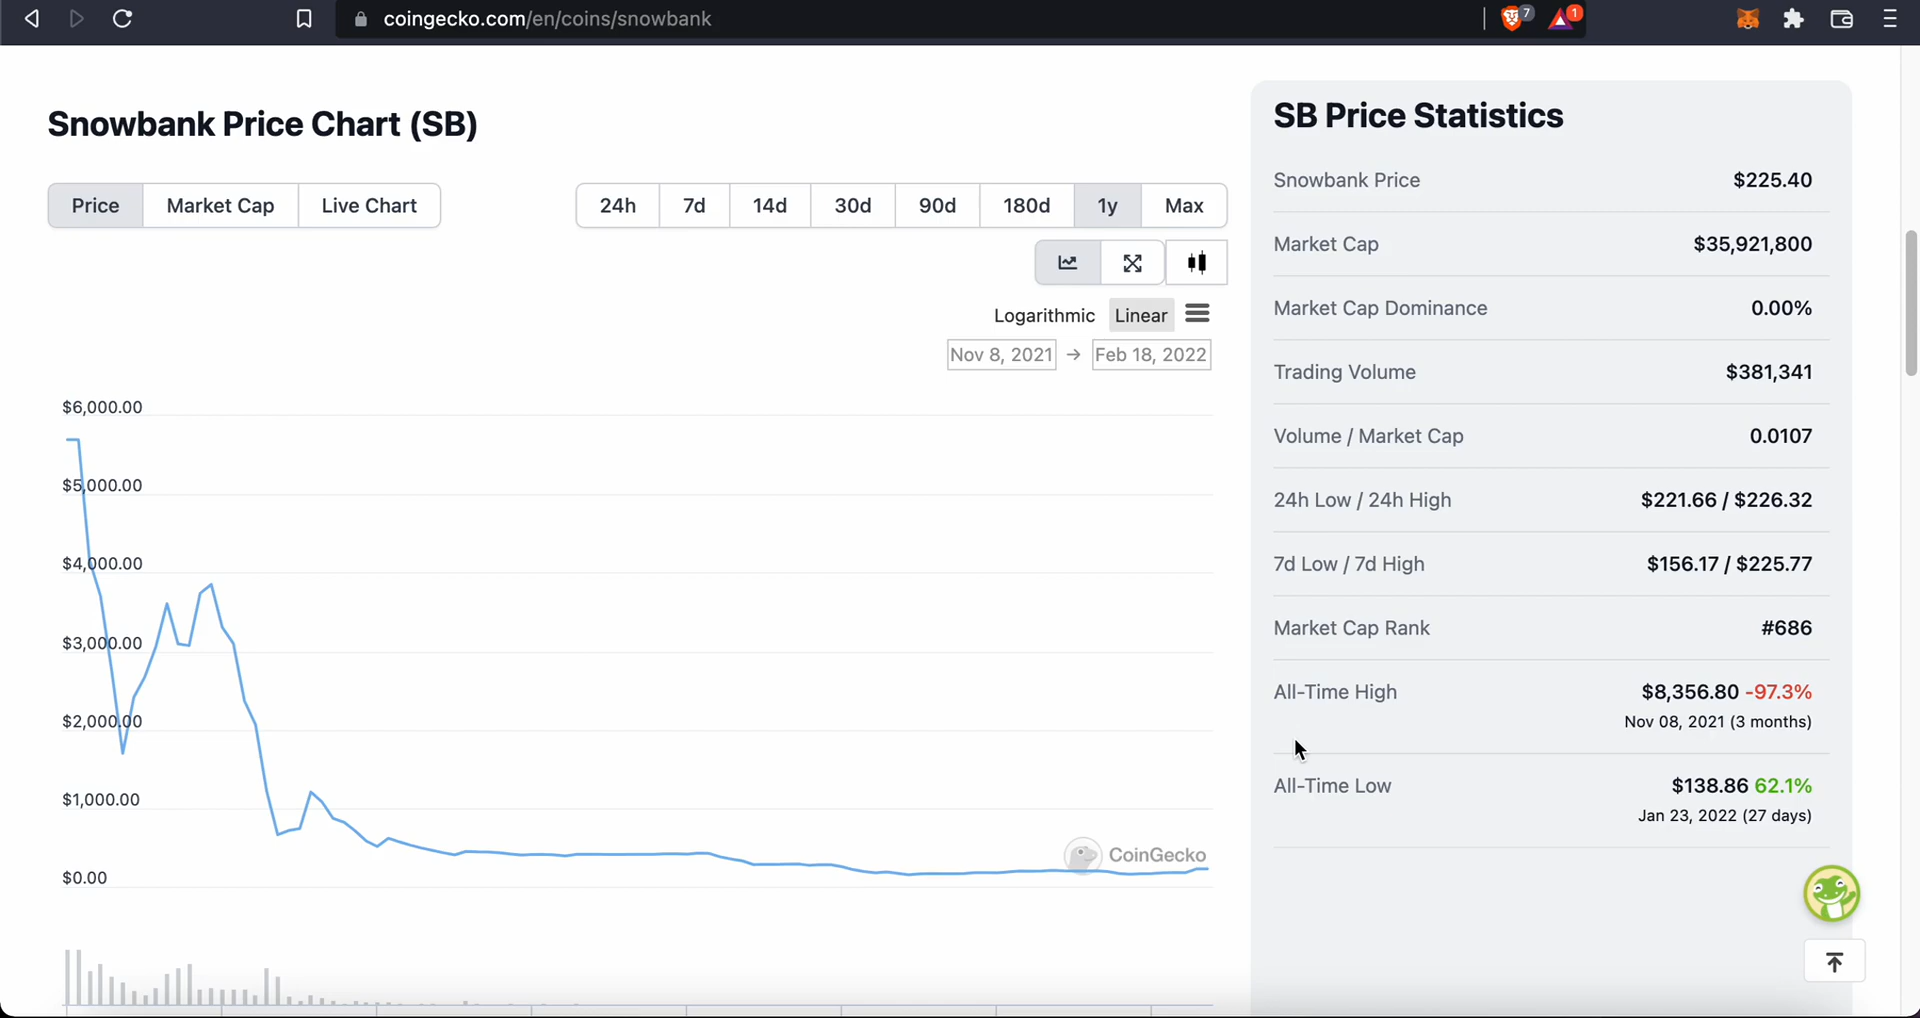 coingecko.com/en/coins/snowbank
7
1
Snowbank Price Chart (SB)
Price Market Cap Live Chart
24h 7d 14d 30d 90d 180d 1y Max
Logarithmic Linear
Nov 8, 2021 → Feb 18, 2022
$6,000.00
$5,000.00
$4,000.00
$3,000.00
$2,000.00
$1,000.00
$0.00
CoinGecko
SB Price Statistics
Snowbank Price $225.40
Market Cap $35,921,800
Market Cap Dominance 0.00%
Trading Volume $381,341
Volume / Market Cap 0.0107
24h Low / 24h High $221.66 / $226.32
7d Low / 7d High $156.17 / $225.77
Market Cap Rank #686
All-Time High $8,356.80 -97.3%
Nov 08, 2021 (3 months)
All-Time Low $138.86 62.1%
Jan 23, 2022 (27 days)